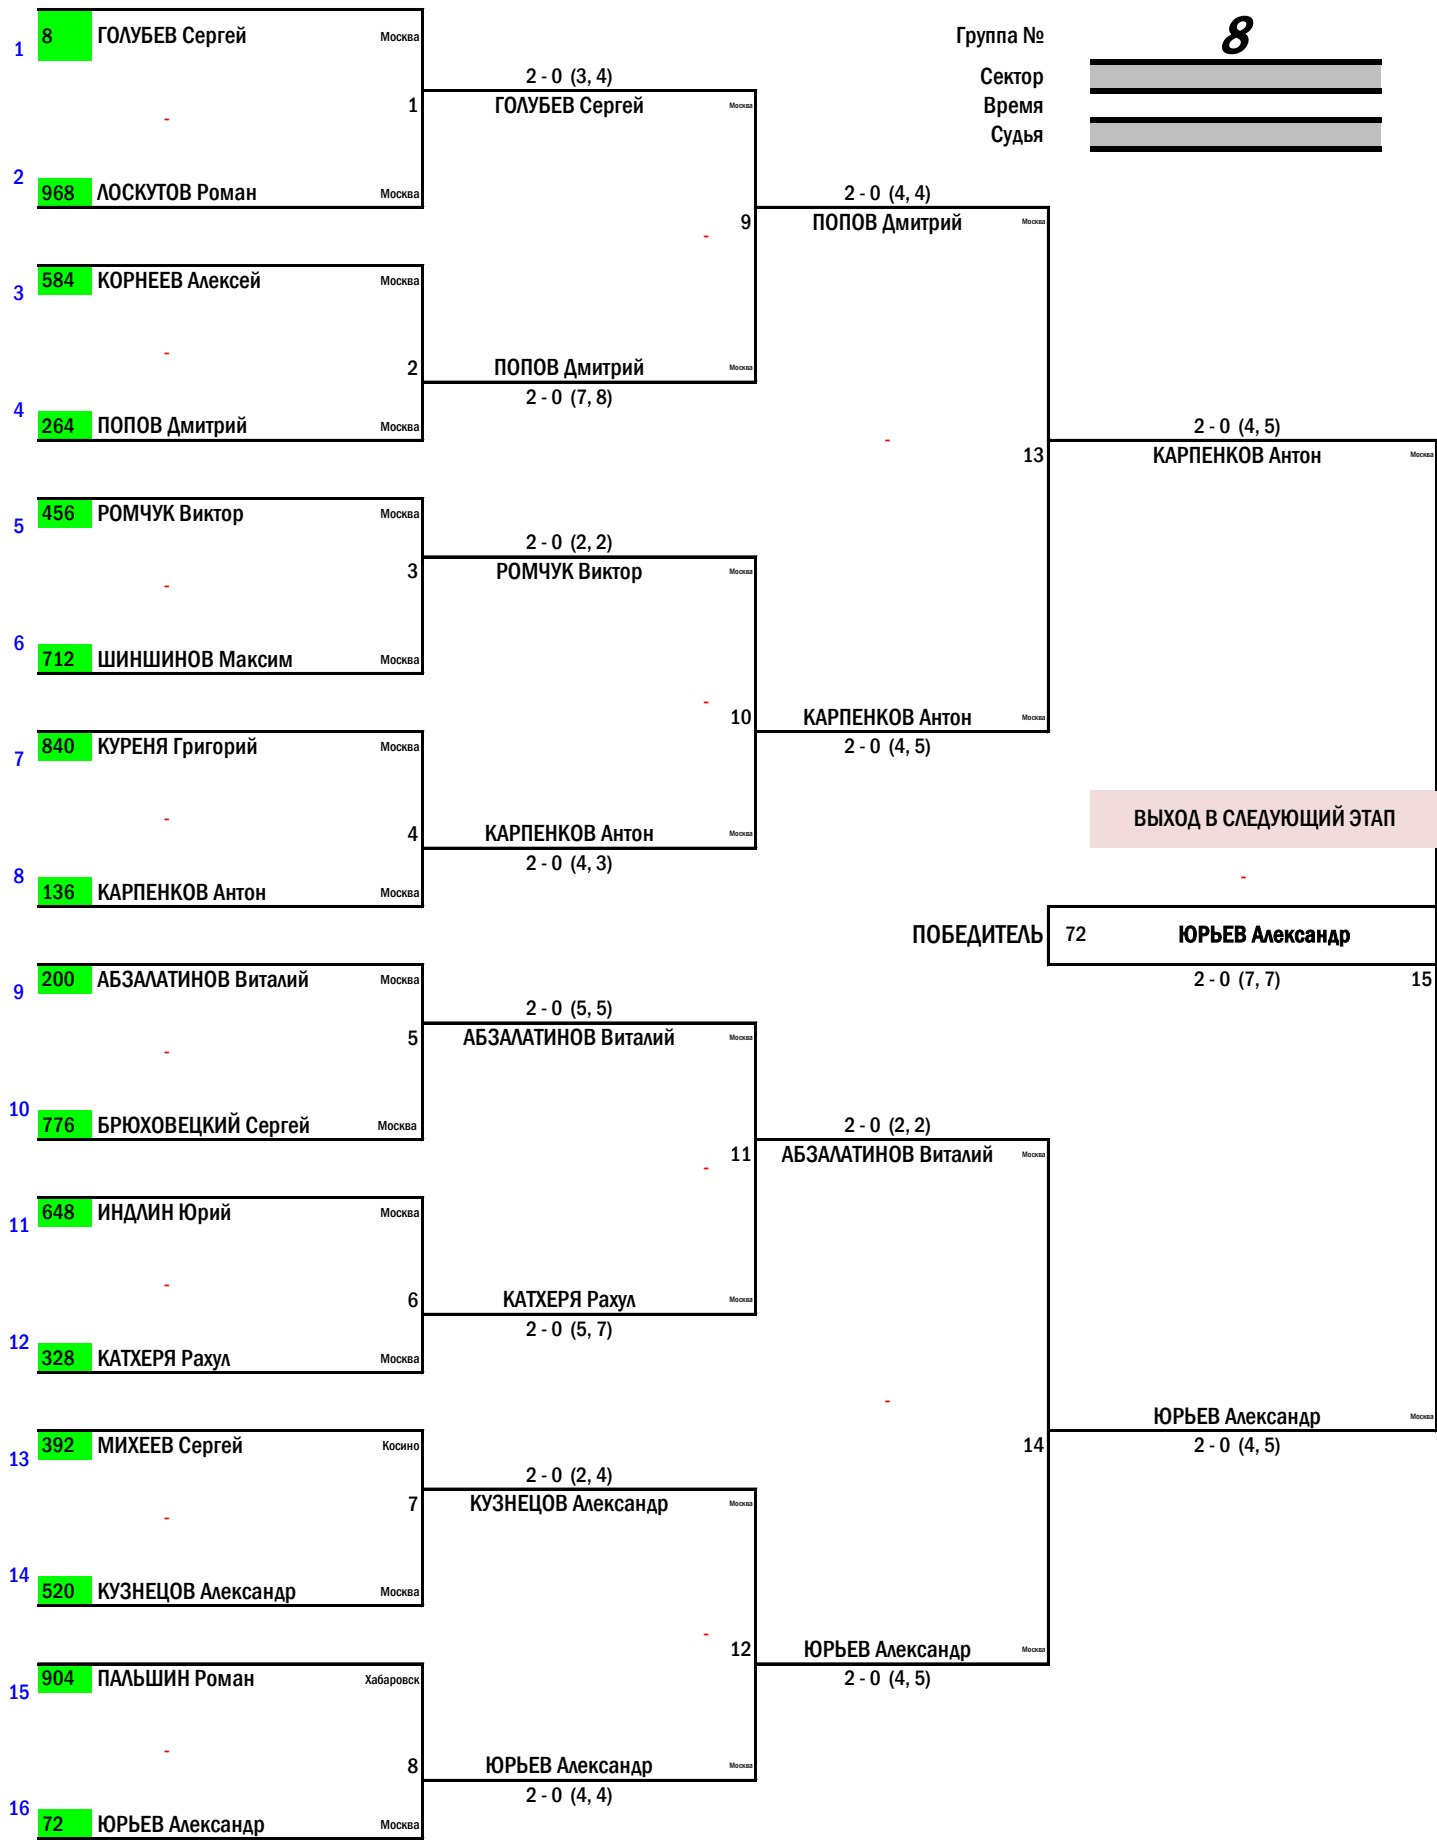 1 8 ГОЛУБЕВ Сергей Москва
Группа № 8
Сектор
2 - 0 (3, 4)
1 ГОЛУБЕВ Сергей Москва
Время
-
Судья
2 968 ЛОСКУТОВ Роман Москва
2 - 0 (4, 4)
9 ПОПОВ Дмитрий Москва
-
3 584 КОРНЕЕВ Алексей Москва
-
2 ПОПОВ Дмитрий Москва
2 - 0 (7, 8)
4 264 ПОПОВ Дмитрий Москва
-
2 - 0 (4, 5)
13 КАРПЕНКОВ Антон Москва
5 456 РОМЧУК Виктор Москва
2 - 0 (2, 2)
3 РОМЧУК Виктор Москва
-
6 712 ШИНШИНОВ Максим Москва
-
10 КАРПЕНКОВ Антон Москва
2 - 0 (4, 5)
7 840 КУРЕНЯ Григорий Москва
-
ВЫХОД В СЛЕДУЮЩИЙ ЭТАП
4 КАРПЕНКОВ Антон Москва
2 - 0 (4, 3)
8 136 КАРПЕНКОВ Антон Москва
-
ПОБЕДИТЕЛЬ 72 ЮРЬЕВ Александр
2 - 0 (7, 7) 15
9 200 АБЗАЛАТИНОВ Виталий Москва
2 - 0 (5, 5)
5 АБЗАЛАТИНОВ Виталий Москва
-
10 776 БРЮХОВЕЦКИЙ Сергей Москва
2 - 0 (2, 2)
11 АБЗАЛАТИНОВ Виталий Москва
-
11 648 ИНДЛИН Юрий Москва
-
6 КАТХЕРЯ Рахул Москва
2 - 0 (5, 7)
12 328 КАТХЕРЯ Рахул Москва
-
ЮРЬЕВ Александр Москва
14 2 - 0 (4, 5)
13 392 МИХЕЕВ Сергей Косино
2 - 0 (2, 4)
7 КУЗНЕЦОВ Александр Москва
-
14 520 КУЗНЕЦОВ Александр Москва
-
12 ЮРЬЕВ Александр Москва
2 - 0 (4, 5)
15 904 ПАЛЬШИН Роман Хабаровск
-
8 ЮРЬЕВ Александр Москва
2 - 0 (4, 4)
16 72 ЮРЬЕВ Александр Москва